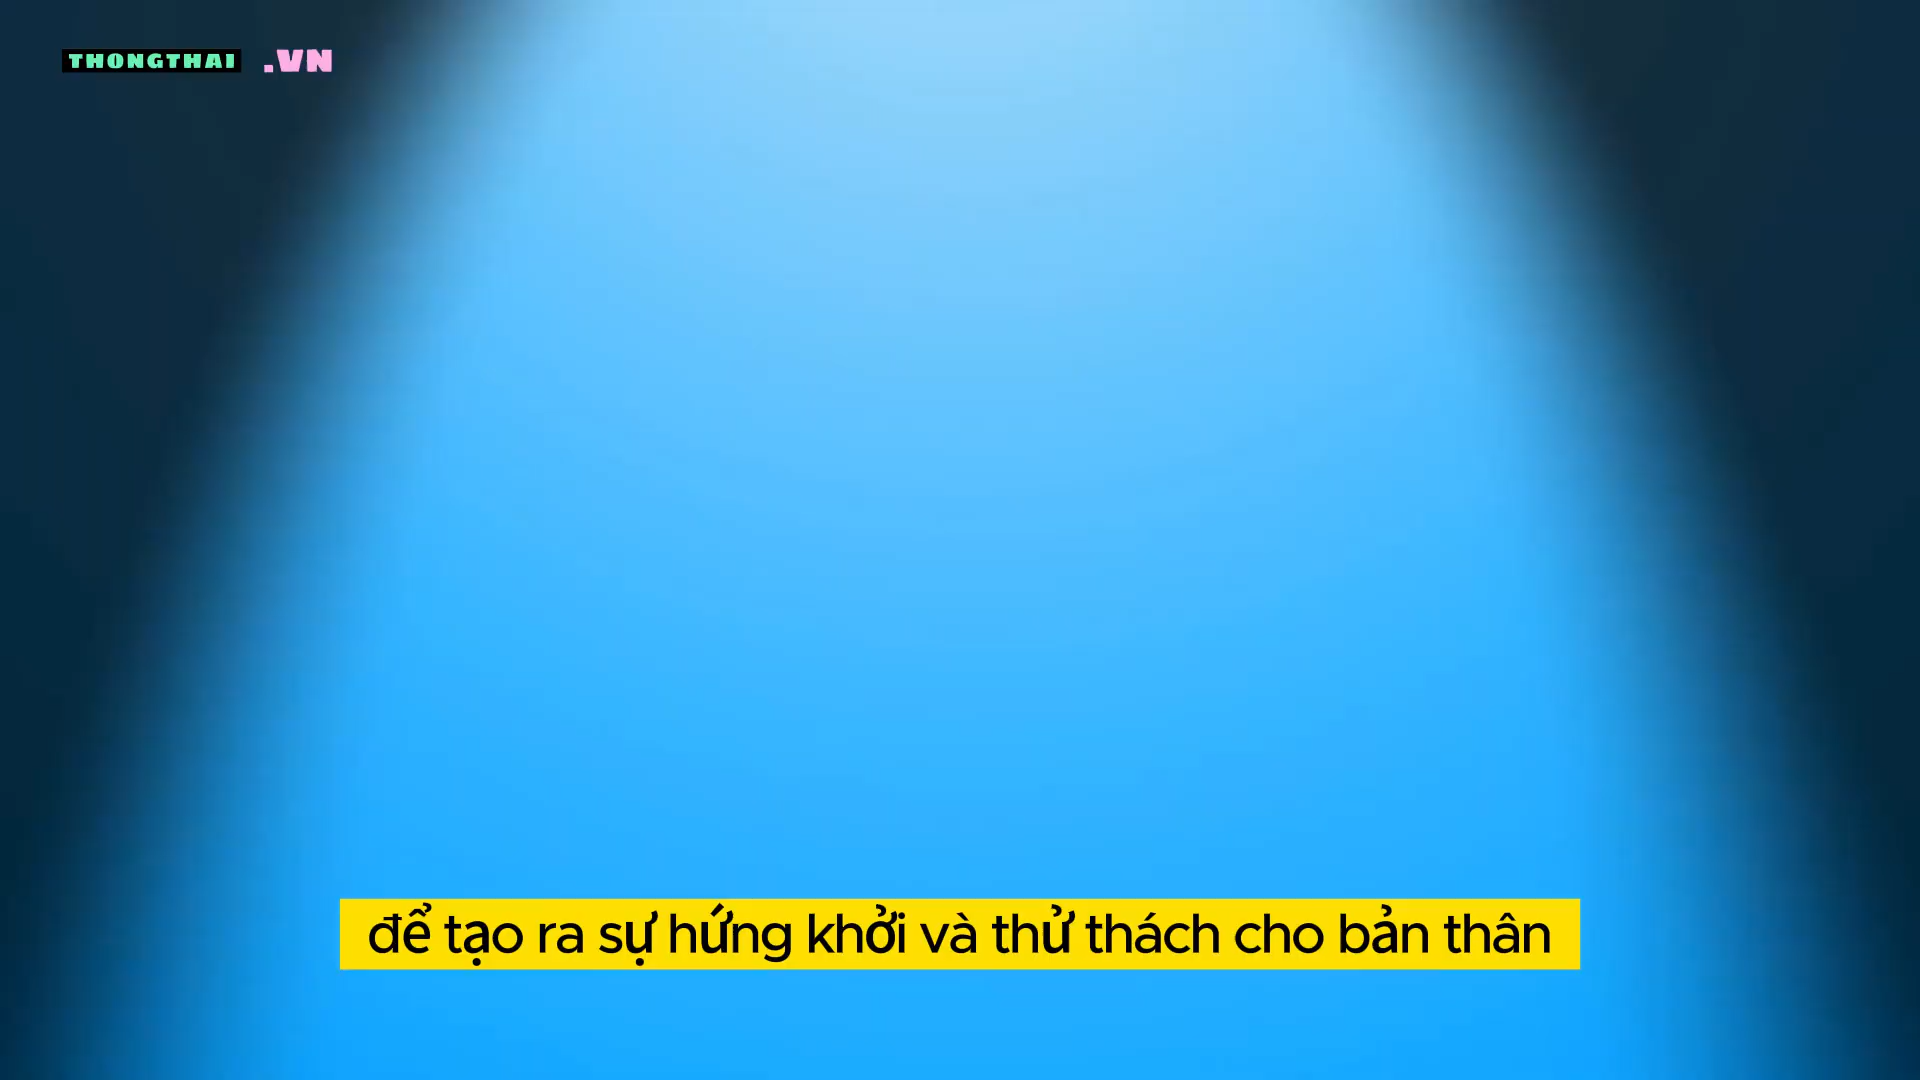 THONGTHAI .VN
để tạo ra sự hứng khởi và thử thách cho bản thân